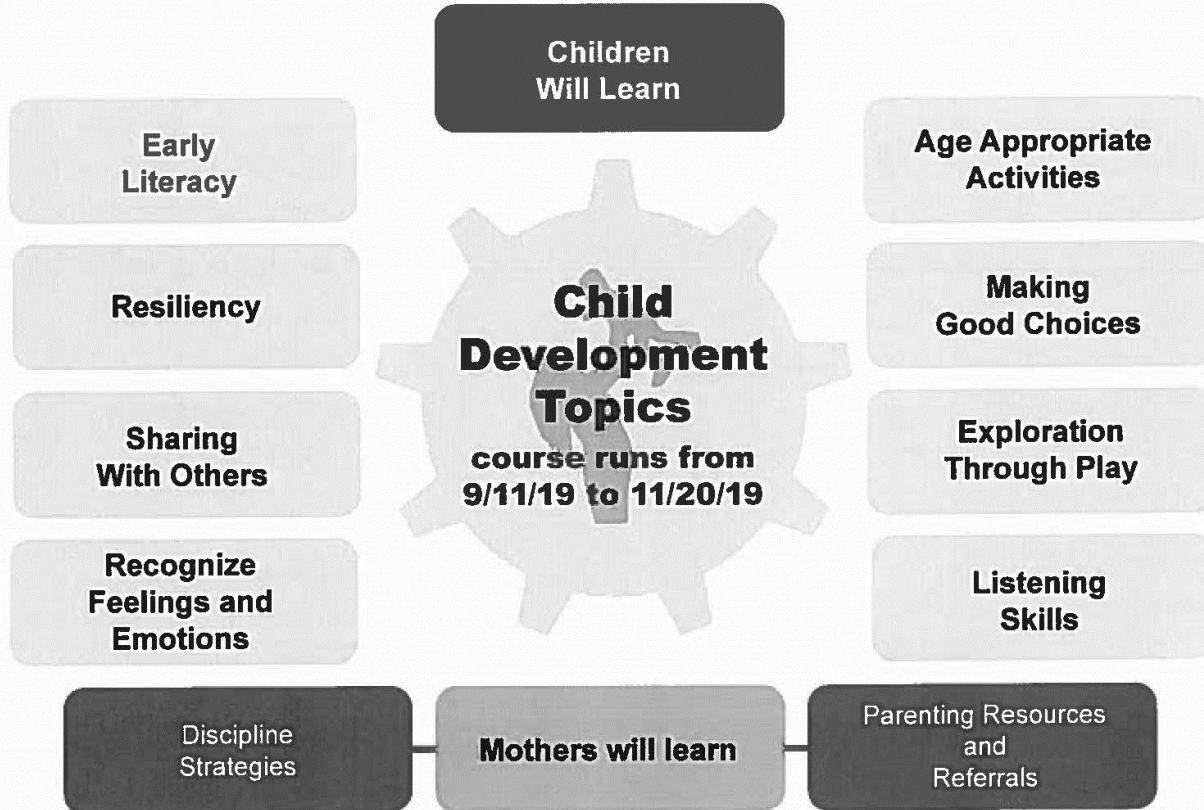 Children
Will Learn
Early
Literacy
Resiliency
Sharing
With Others
Recognize
Feelings and
Emotions
Child
Development
Topics
course runs from
9/11/19 to 11/20/19
Age Appropriate
Activities
Making
Good Choices
Exploration
Through Play
Listening
Skills
Discipline
Strategies
Mothers will learn
Parenting Resources
and
Referrals